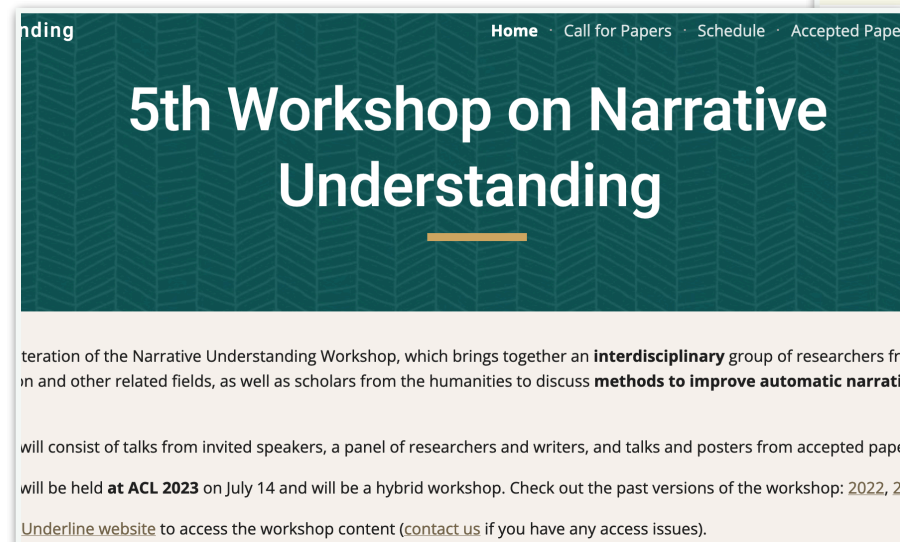 nding Home · Call for Papers · Schedule · Accepted Pape
5th Workshop on Narrative
Understanding
teration of the Narrative Understanding Workshop, which brings together an interdisciplinary group of researchers fr
on and other related fields, as well as scholars from the humanities to discuss methods to improve automatic narrati
will consist of talks from invited speakers, a panel of researchers and writers, and talks and posters from accepted pape
will be held at ACL 2023 on July 14 and will be a hybrid workshop. Check out the past versions of the workshop: 2022, 2
Underline website to access the workshop content (contact us if you have any access issues).